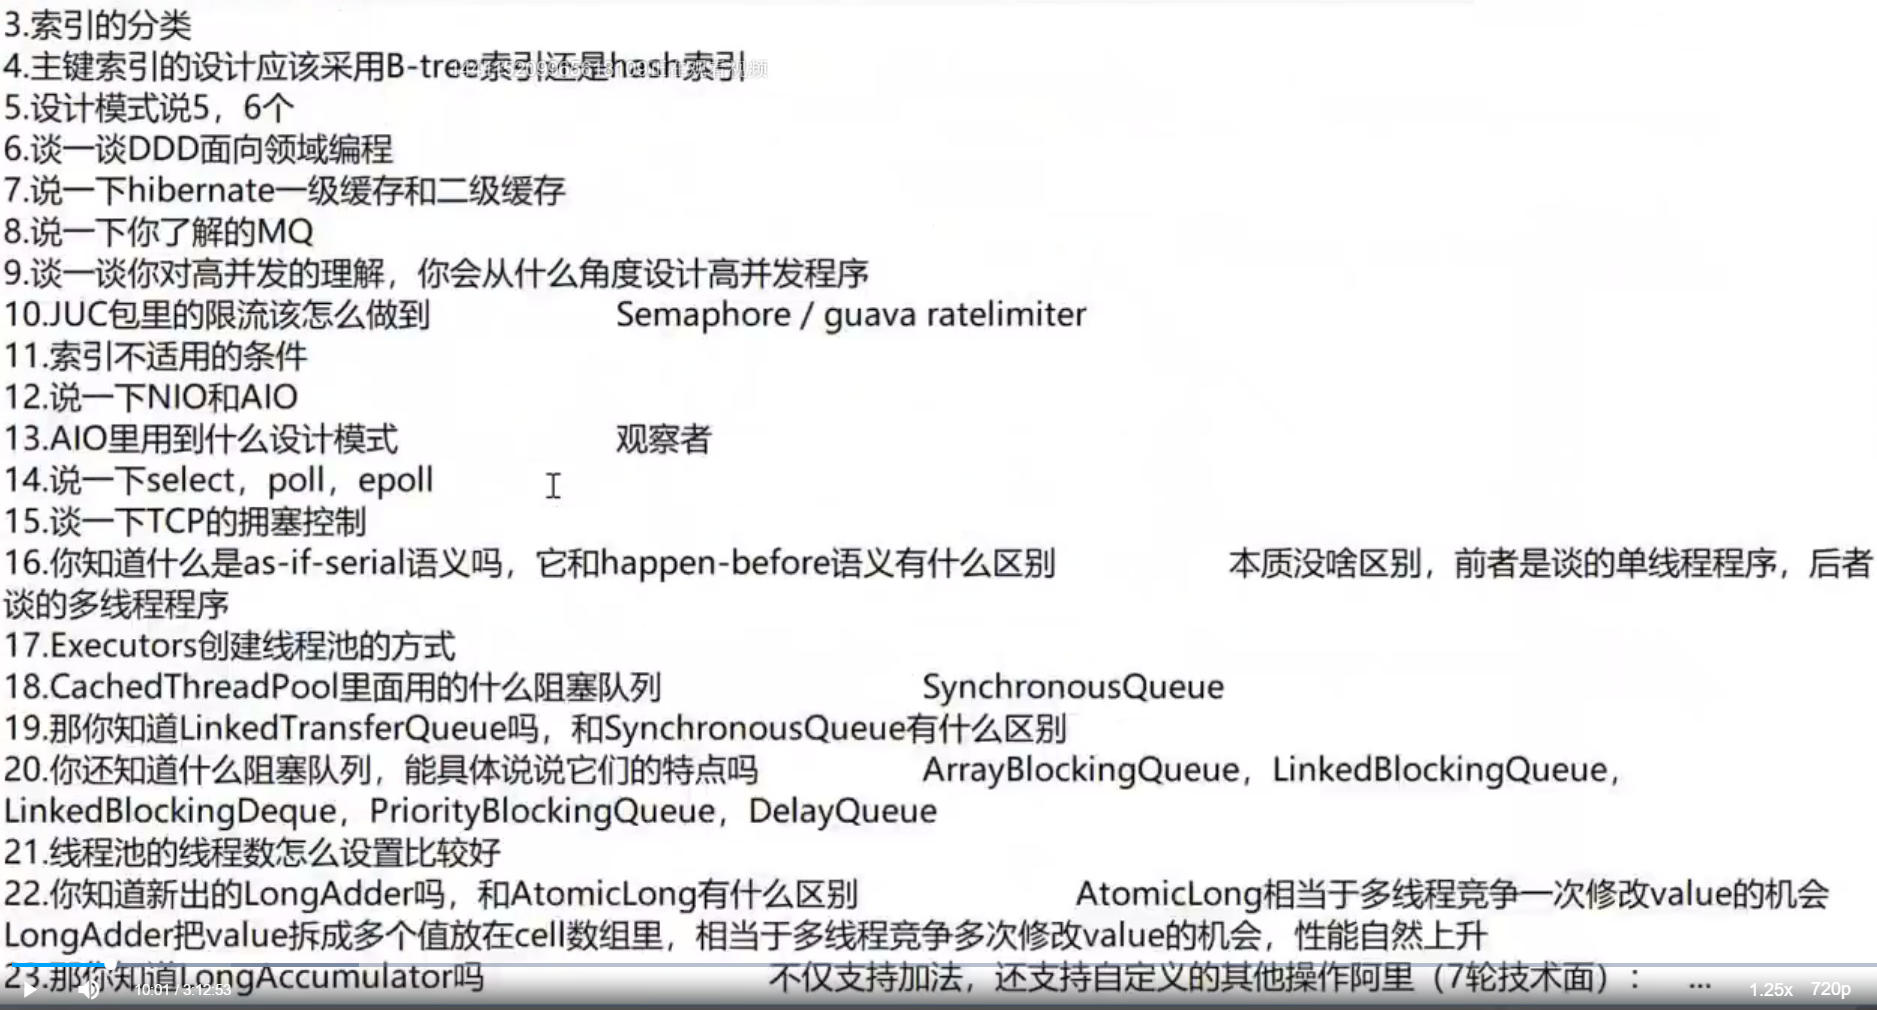 3.索引的分类
4.主键索引的设计应该采用B-tree索引还是hash索引
5.设计模式说5，6个
6.谈一谈DDD面向领域编程
7.说一下hibernate一级缓存和二级缓存
8.说一下你了解的MQ
9.谈一谈你对高并发的理解，你会从什么角度设计高并发程序
10.JUC包里的限流该怎么做到 Semaphore / guava ratelimiter
11.索引不适用的条件
12.说一下NIO和AIO
13.AIO里用到什么设计模式 观察者
14.说一下select，poll，epoll
15.谈一下TCP的拥塞控制
16.你知道什么是as-if-serial语义吗，它和happen-before语义有什么区别 本质没啥区别，前者是谈的单线程程序，后者
谈的多线程程序
17.Executors创建线程池的方式
18.CachedThreadPool里面用的什么阻塞队列 SynchronousQueue
19.那你知道LinkedTransferQueue吗，和SynchronousQueue有什么区别
20.你还知道什么阻塞队列，能具体说说它们的特点吗 ArrayBlockingQueue，LinkedBlockingQueue，
LinkedBlockingDeque，PriorityBlockingQueue，DelayQueue
21.线程池的线程数怎么设置比较好
22.你知道新出的LongAdder吗，和AtomicLong有什么区别 AtomicLong相当于多线程竞争一次修改value的机会
LongAdder把value拆成多个值放在cell数组里，相当于多线程竞争多次修改value的机会，性能自然上升
23.那你知道LongAccumulator吗 不仅支持加法，还支持自定义的其他操作阿里（7轮技术面）： ...
10:01 / 3:12:53 1.25x 720p